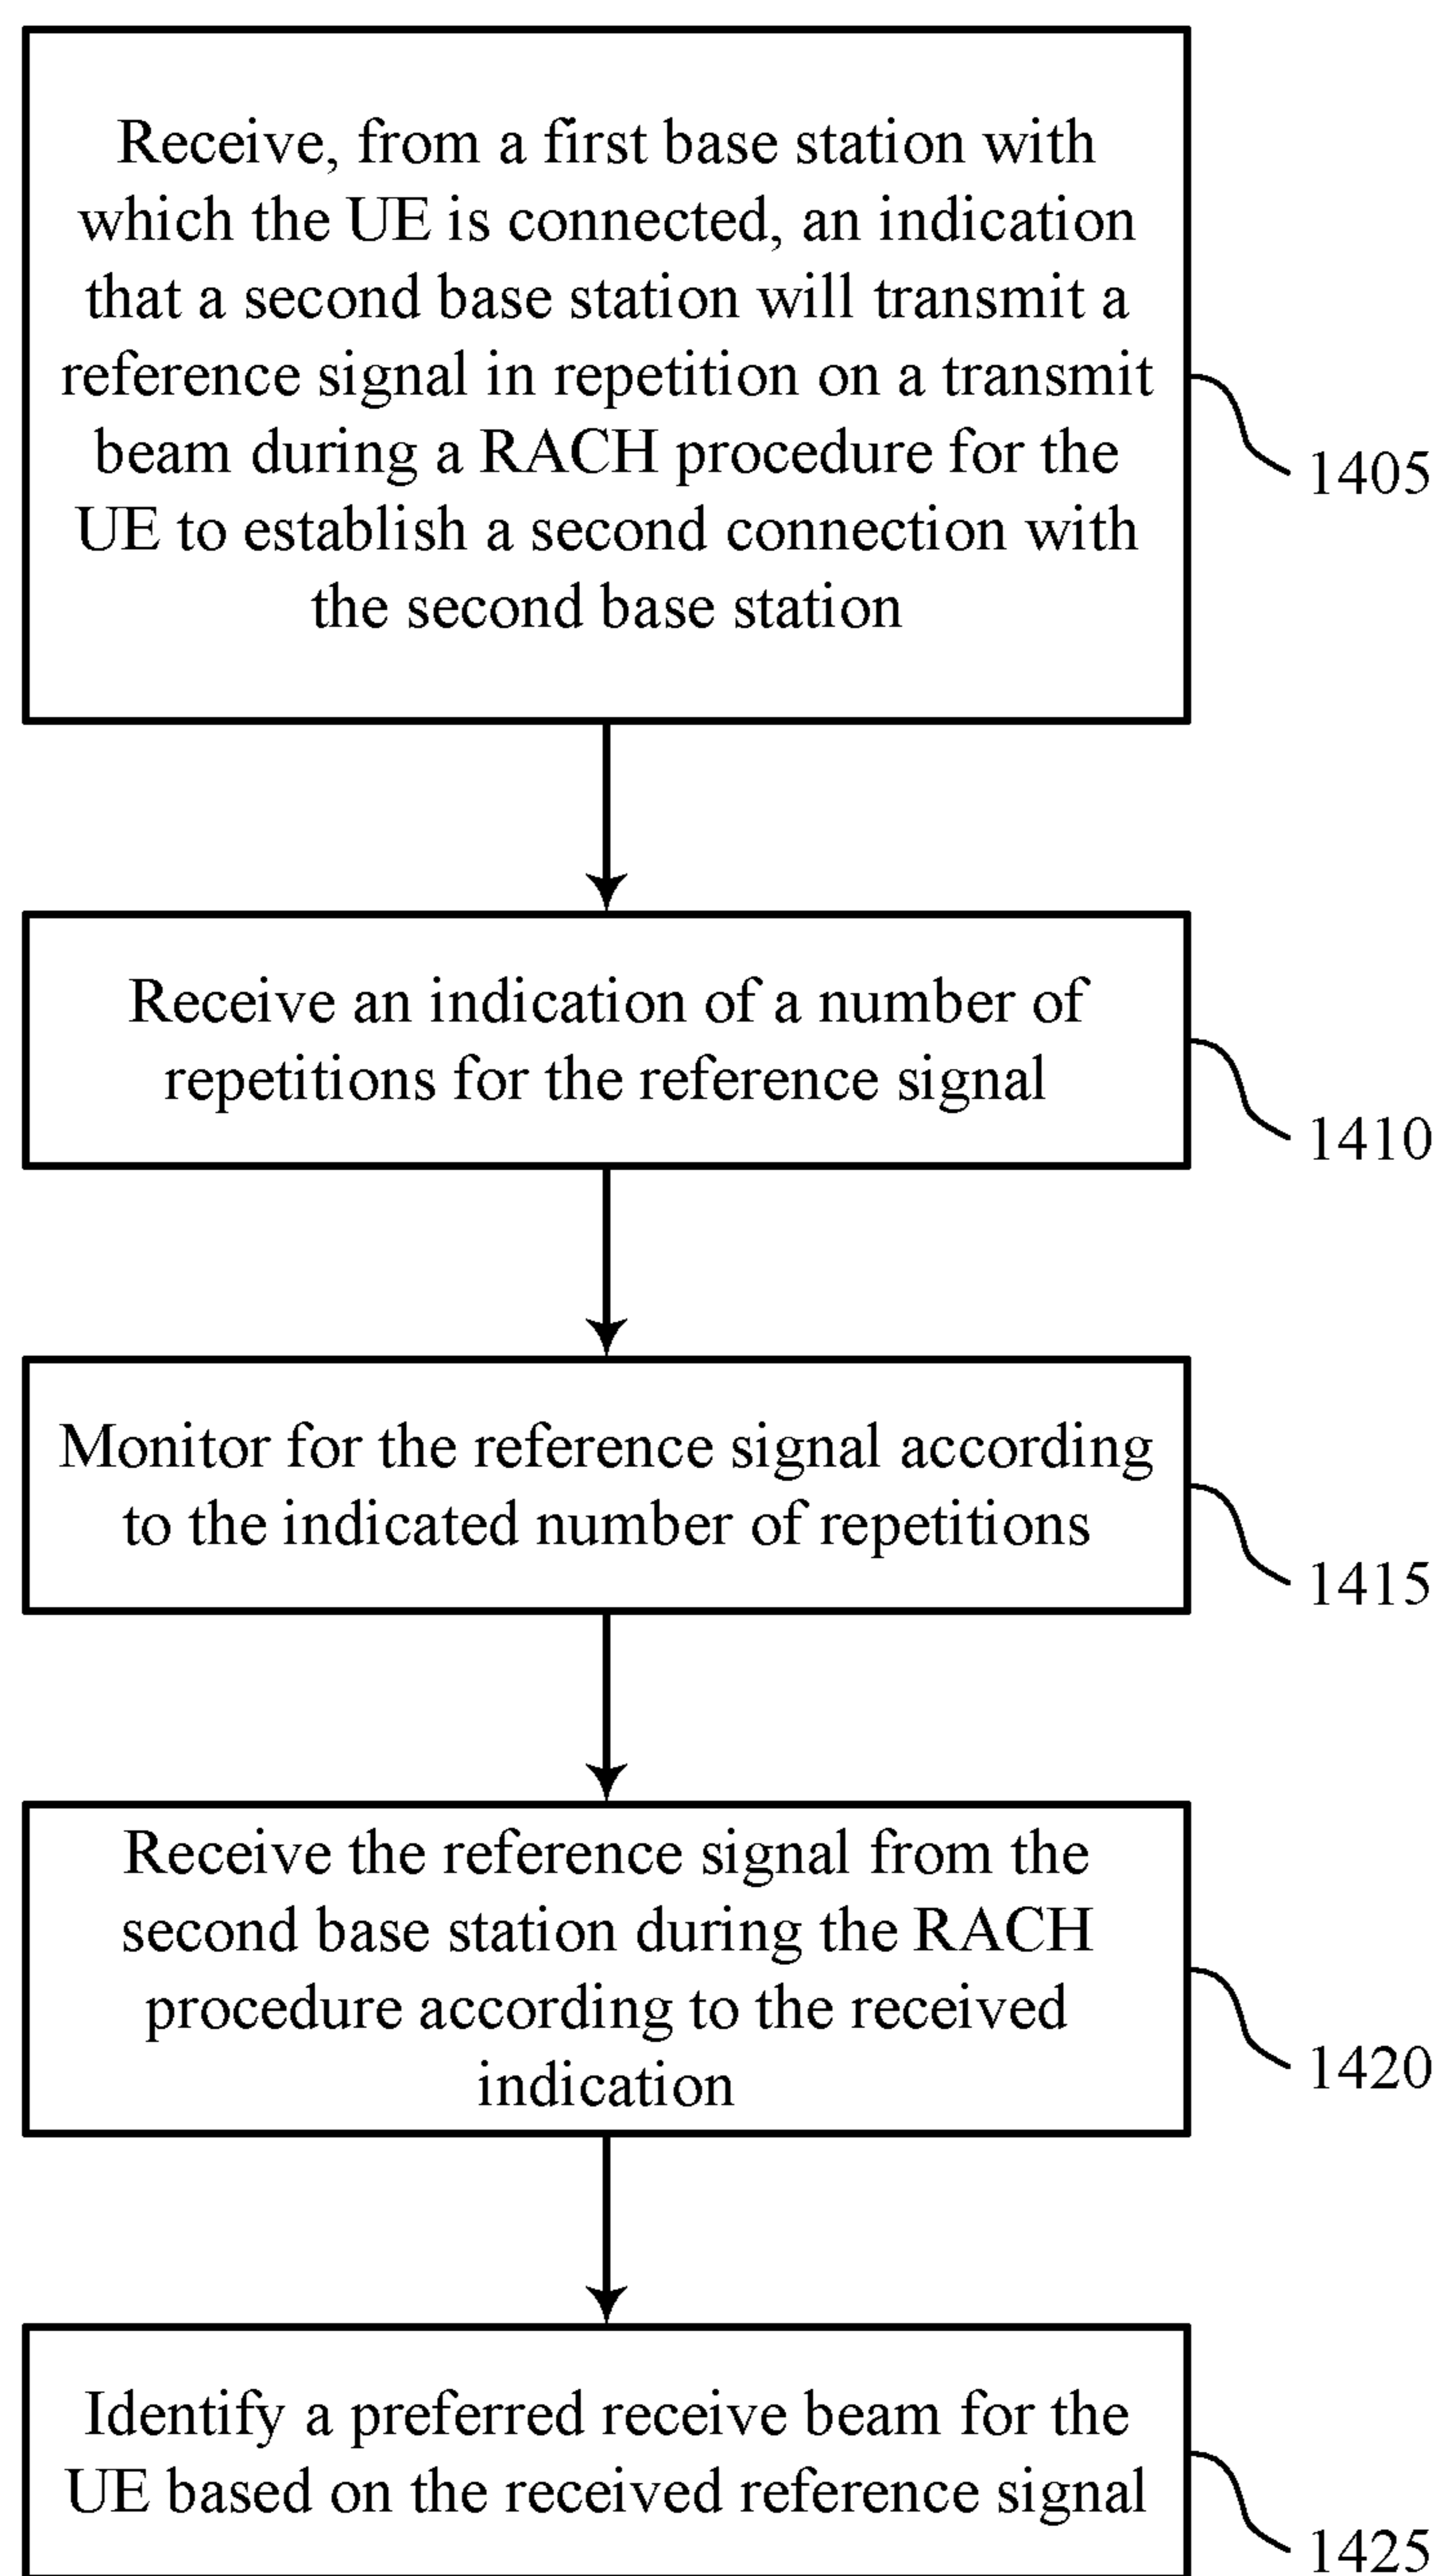 Receive, from a first base station with
which the UE is connected, an indication
that a second base station will transmit a
reference signal in repetition on a transmit
beam during a RACH procedure for the
UE to establish a second connection with
the second base station
1405
Receive an indication of a number of
repetitions for the reference signal
1410
Monitor for the reference signal according
to the indicated number of repetitions
1415
Receive the reference signal from the
second base station during the RACH
procedure according to the received
indication
1420
Identify a preferred receive beam for the
UE based on the received reference signal
1425